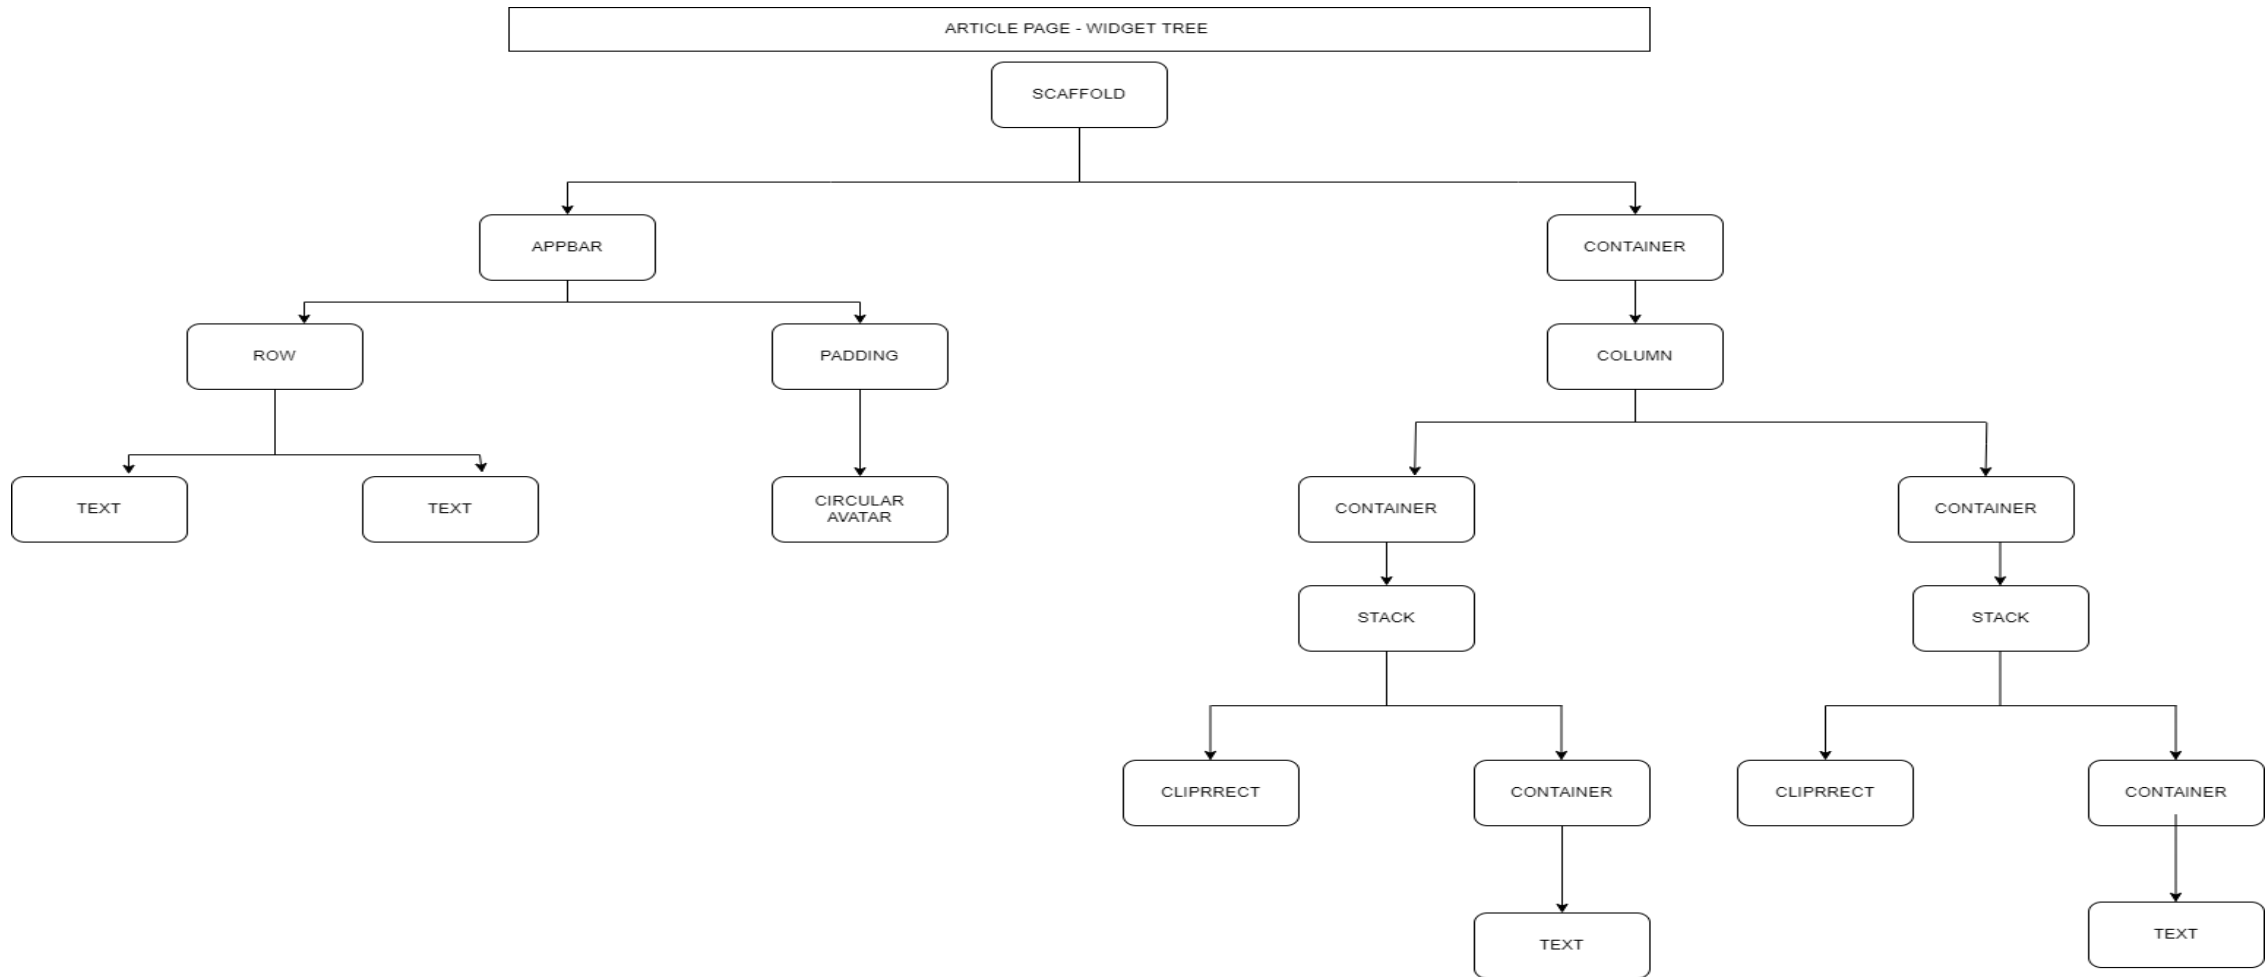 ARTICLE PAGE - WIDGET TREE
SCAFFOLD
APPBAR
CONTAINER
ROW
PADDING
COLUMN
TEXT
TEXT
CIRCULAR
AVATAR
CONTAINER
CONTAINER
STACK
STACK
CLIPRRECT
CONTAINER
CLIPRRECT
CONTAINER
TEXT
TEXT